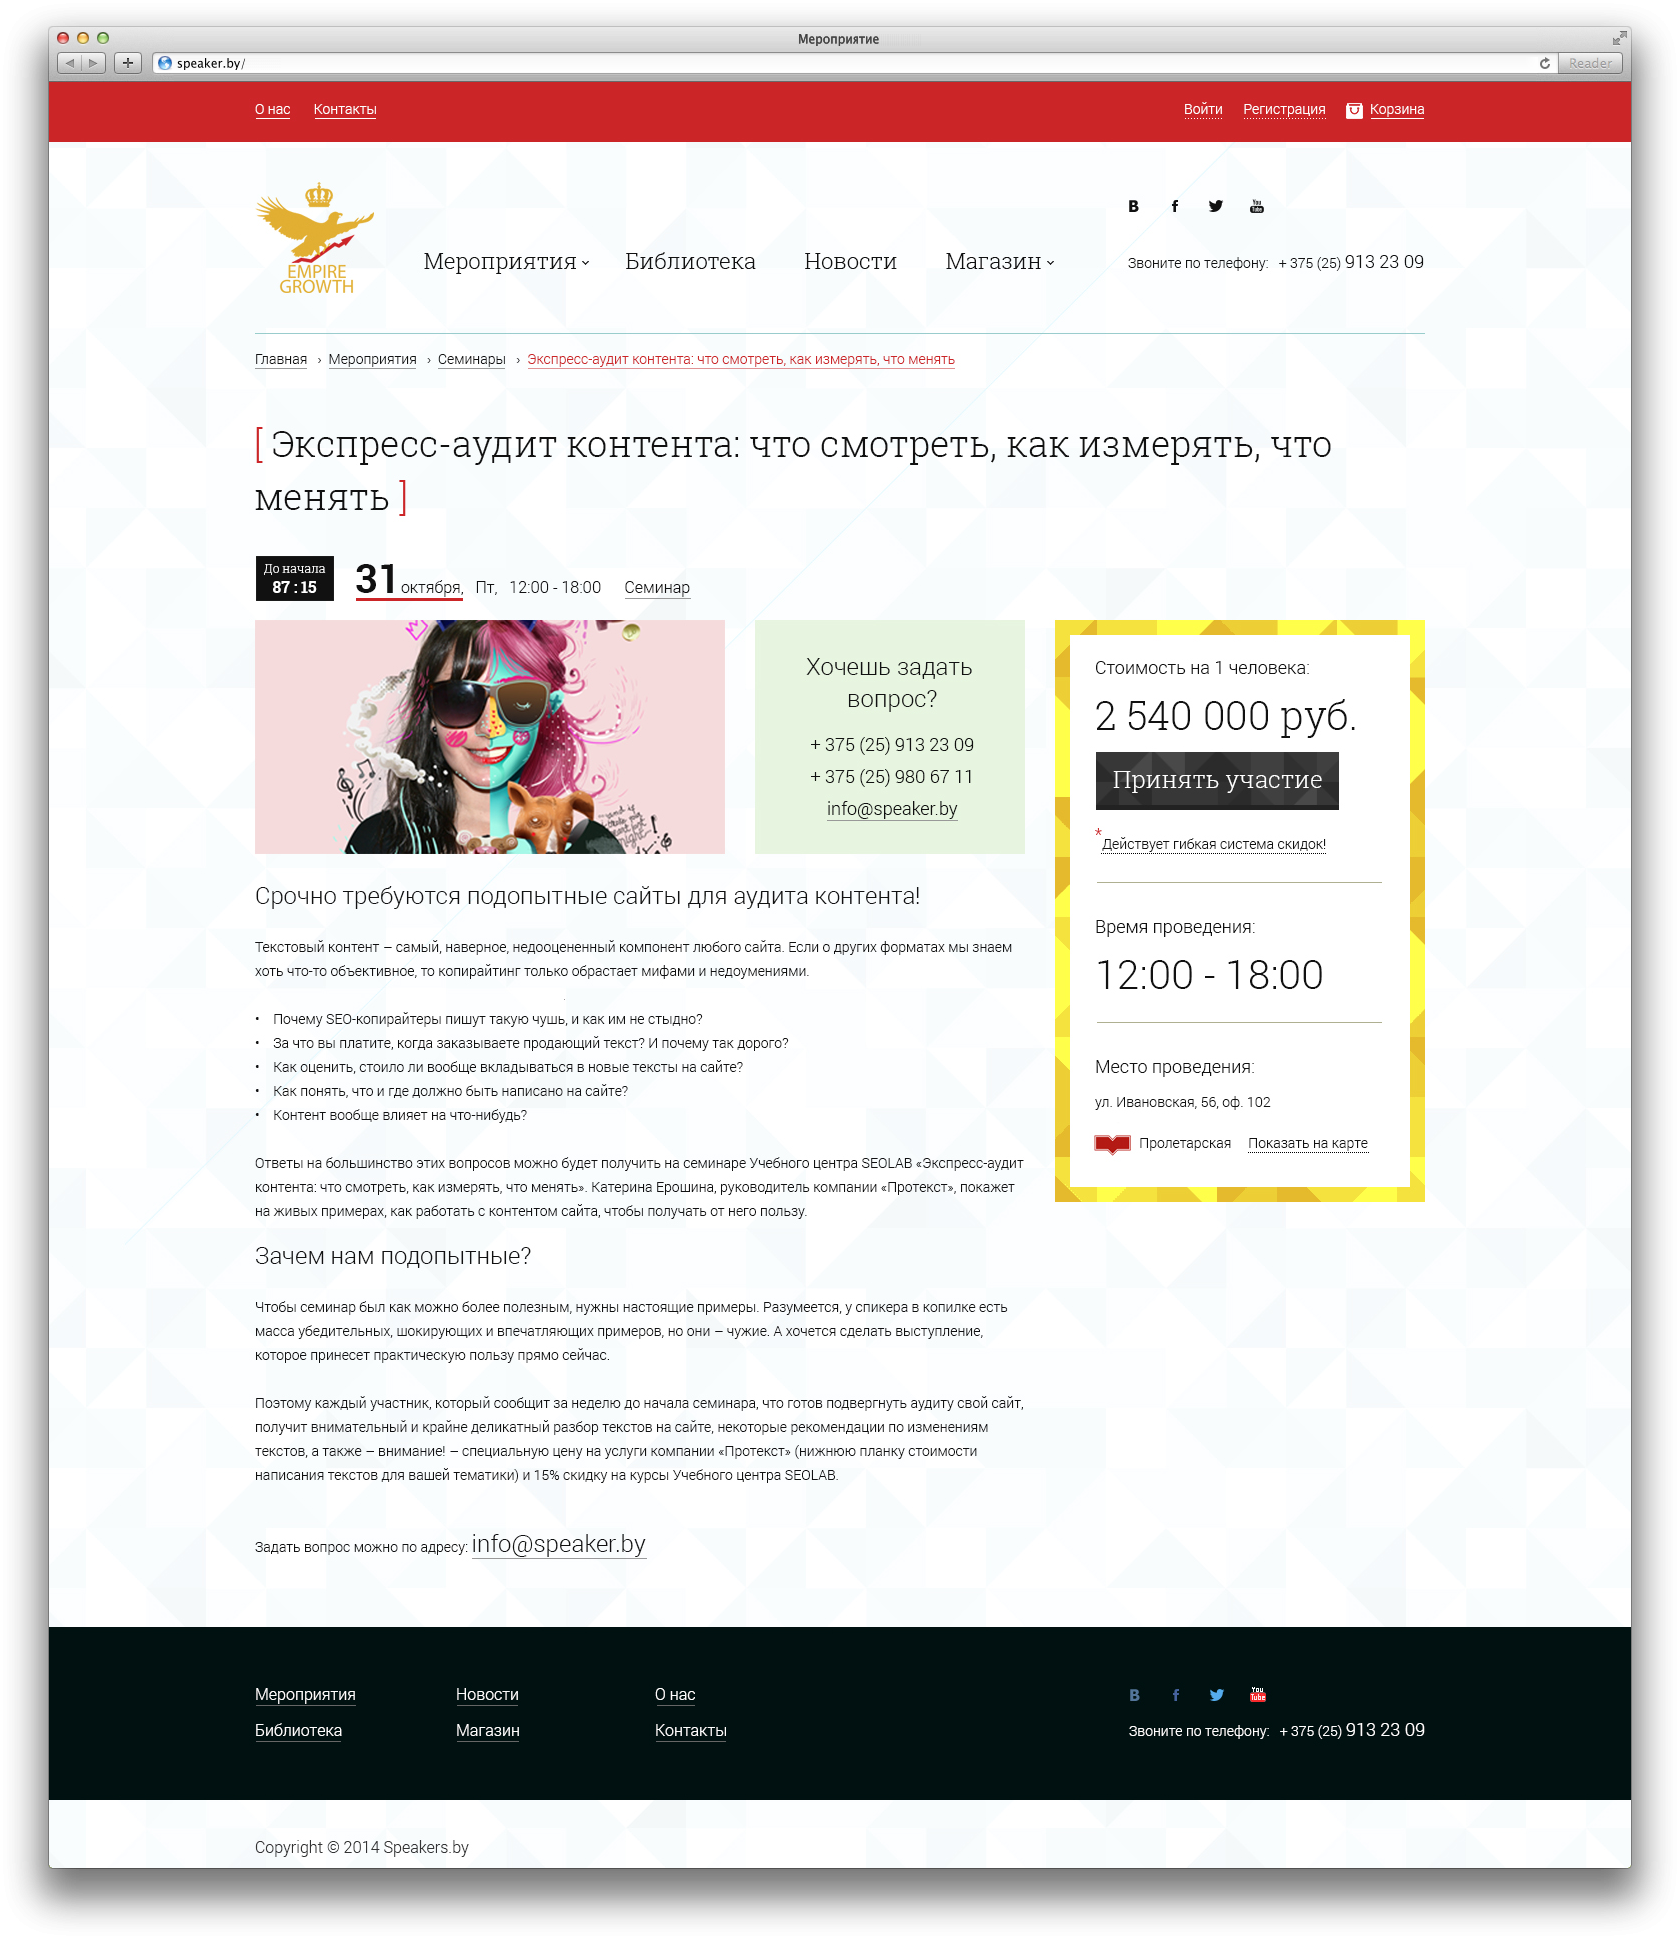 Мероприятие
speaker.by/
Reader
О нас Контакты
Войти Регистрация Корзина
EMPIRE
GROWTH
Мероприятия Библиотека Новости Магазин
B f You Tube
Звоните по телефону: + 375 (25) 913 23 09
Главная › Мероприятия › Семинары › Экспресс-аудит контента: что смотреть, как измерять, что менять
[ Экспресс-аудит контента: что смотреть, как измерять, что
менять ]
До начала
87 : 15
31 октября, Пт, 12:00 - 18:00 Семинар
Хочешь задать
вопрос?
+ 375 (25) 913 23 09
+ 375 (25) 980 67 11
info@speaker.by
Стоимость на 1 человека:
2 540 000 руб.
Принять участие
*Действует гибкая система скидок!
Время проведения:
12:00 - 18:00
Место проведения:
ул. Ивановская, 56, оф. 102
Пролетарская Показать на карте
Срочно требуются подопытные сайты для аудита контента!
Текстовый контент – самый, наверное, недооцененный компонент любого сайта. Если о других форматах мы знаем
хоть что-то объективное, то копирайтинг только обрастает мифами и недоумениями.
• Почему SEO-копирайтеры пишут такую чушь, и как им не стыдно?
• За что вы платите, когда заказываете продающий текст? И почему так дорого?
• Как оценить, стоило ли вообще вкладываться в новые тексты на сайте?
• Как понять, что и где должно быть написано на сайте?
• Контент вообще влияет на что-нибудь?
Ответы на большинство этих вопросов можно будет получить на семинаре Учебного центра SEOLAB «Экспресс-аудит
контента: что смотреть, как измерять, что менять». Катерина Ерошина, руководитель компании «Протекст», покажет
на живых примерах, как работать с контентом сайта, чтобы получать от него пользу.
Зачем нам подопытные?
Чтобы семинар был как можно более полезным, нужны настоящие примеры. Разумеется, у спикера в копилке есть
масса убедительных, шокирующих и впечатляющих примеров, но они – чужие. А хочется сделать выступление,
которое принесет практическую пользу прямо сейчас.
Поэтому каждый участник, который сообщит за неделю до начала семинара, что готов подвергнуть аудиту свой сайт,
получит внимательный и крайне деликатный разбор текстов на сайте, некоторые рекомендации по изменениям
текстов, а также – внимание! – специальную цену на услуги компании «Протекст» (нижнюю планку стоимости
написания текстов для вашей тематики) и 15% скидку на курсы Учебного центра SEOLAB.
Задать вопрос можно по адресу: info@speaker.by
Мероприятия Новости О нас
B f You Tube
Библиотека Магазин Контакты
Звоните по телефону: + 375 (25) 913 23 09
Copyright © 2014 Speakers.by